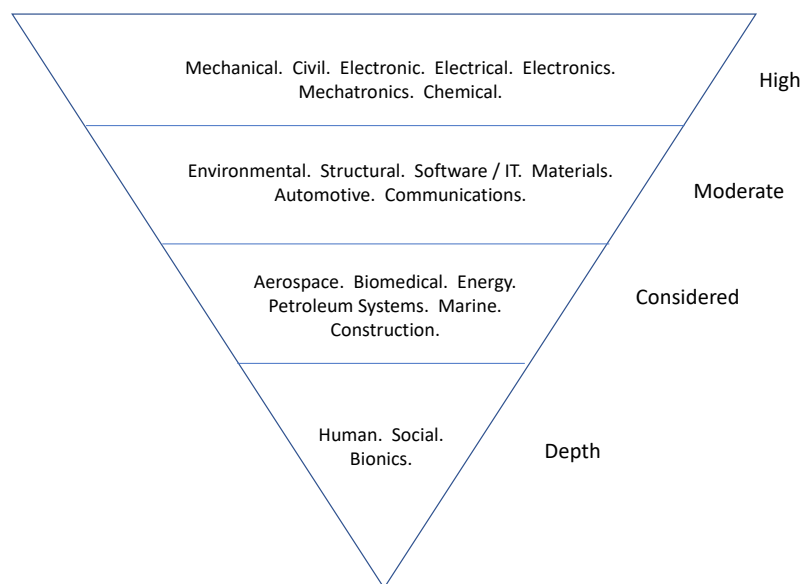 Mechanical. Civil. Electronic. Electrical. Electronics.
Mechatronics. Chemical.
High
Environmental. Structural. Software / IT. Materials.
Automotive. Communications.
Moderate
Aerospace. Biomedical. Energy.
Petroleum Systems. Marine.
Construction.
Considered
Human. Social.
Bionics.
Depth